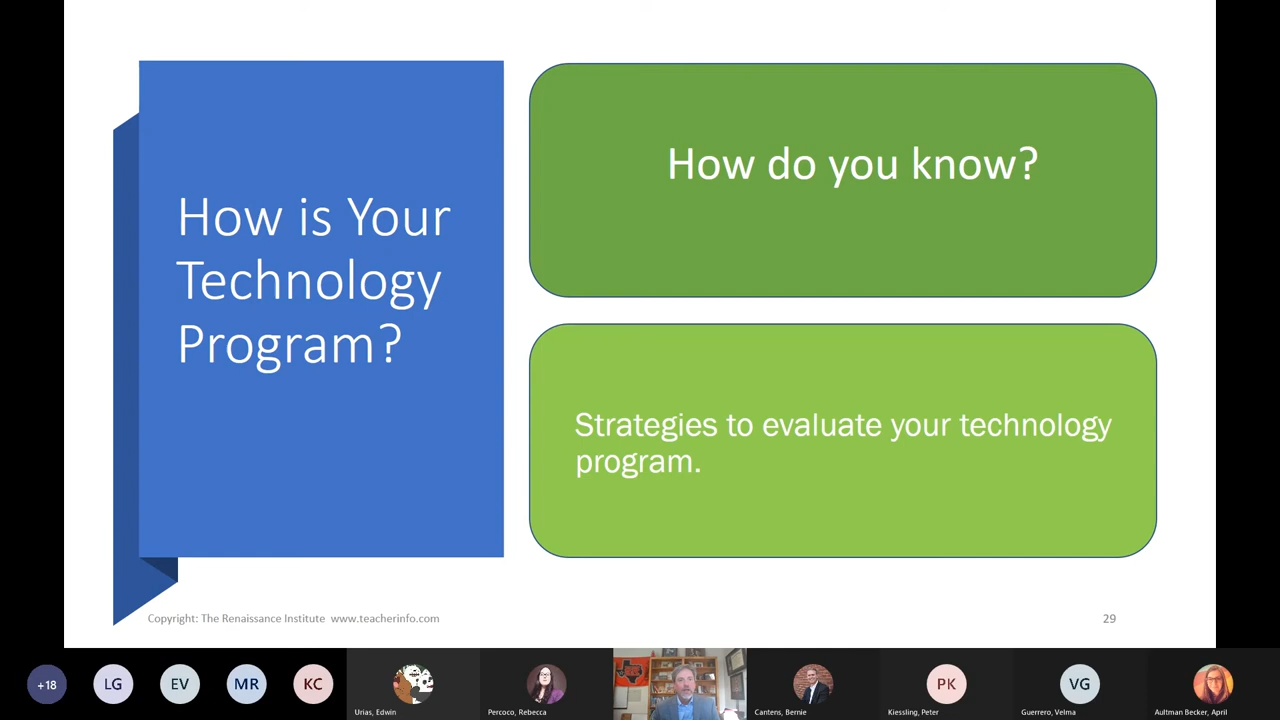 How is Your
Technology
Program?
How do you know?
Strategies to evaluate your technology
program.
Copyright: The Renaissance Institute www.teacherinfo.com
29
+18
LG
EV
MR
KC
PK
VG
Urias, Edwin
Percoco, Rebecca
Cantens, Bernie
Kiessling, Peter
Guerrero, Velma
Aultman Becker, April